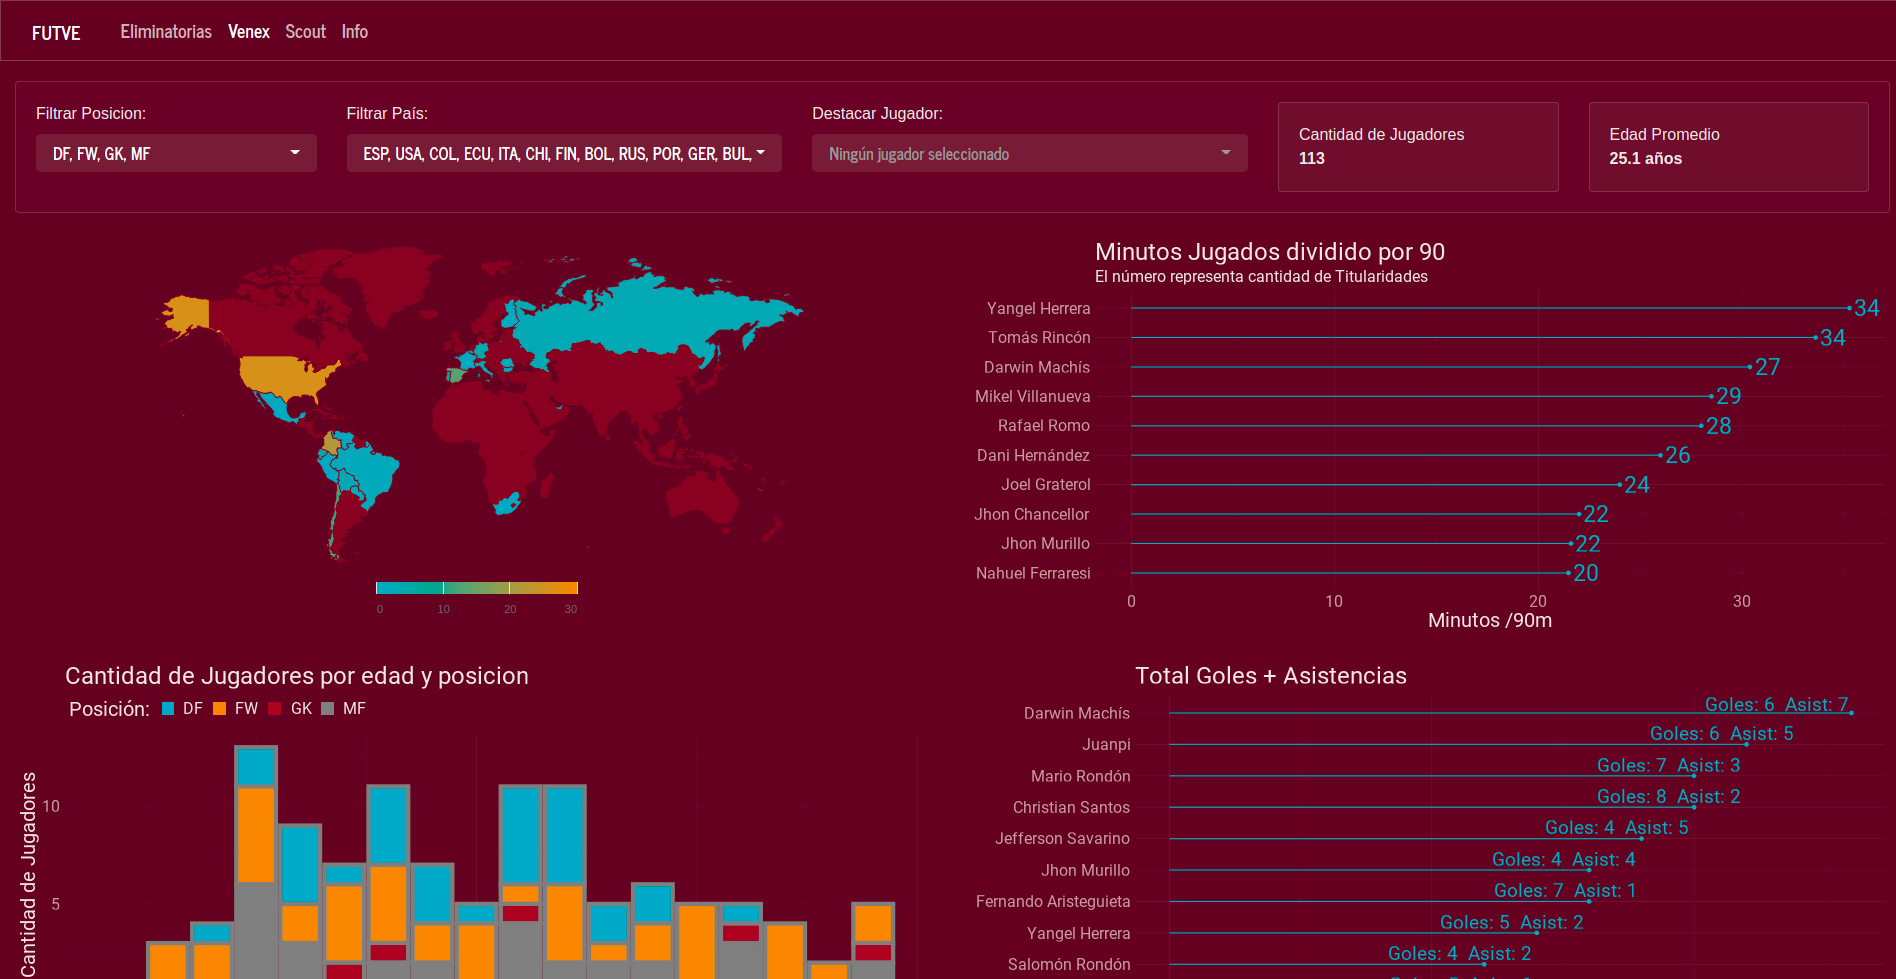 FUTVE Eliminatorias Venex Scout Info
Filtrar Posicion:
DF, FW, GK, MF
Filtrar País:
ESP, USA, COL, ECU, ITA, CHI, FIN, BOL, RUS, POR, GER, BUL,
Destacar Jugador:
Ningún jugador seleccionado
Cantidad de Jugadores
113
Edad Promedio
25.1 años
0 10 20 30
Minutos Jugados dividido por 90
El número representa cantidad de Titularidades
Yangel Herrera 34
Tomás Rincón 34
Darwin Machís 27
Mikel Villanueva 29
Rafael Romo 28
Dani Hernández 26
Joel Graterol 24
Jhon Chancellor 22
Jhon Murillo 22
Nahuel Ferraresi 20
0 10 20 30
Minutos /90m
Cantidad de Jugadores por edad y posicion
Posición: DF FW GK MF
Cantidad de Jugadores
10
5
Total Goles + Asistencias
Darwin Machís Goles: 6 Asist: 7
Juanpi Goles: 6 Asist: 5
Mario Rondón Goles: 7 Asist: 3
Christian Santos Goles: 8 Asist: 2
Jefferson Savarino Goles: 4 Asist: 5
Jhon Murillo Goles: 4 Asist: 4
Fernando Aristeguieta Goles: 7 Asist: 1
Yangel Herrera Goles: 5 Asist: 2
Salomón Rondón Goles: 4 Asist: 2